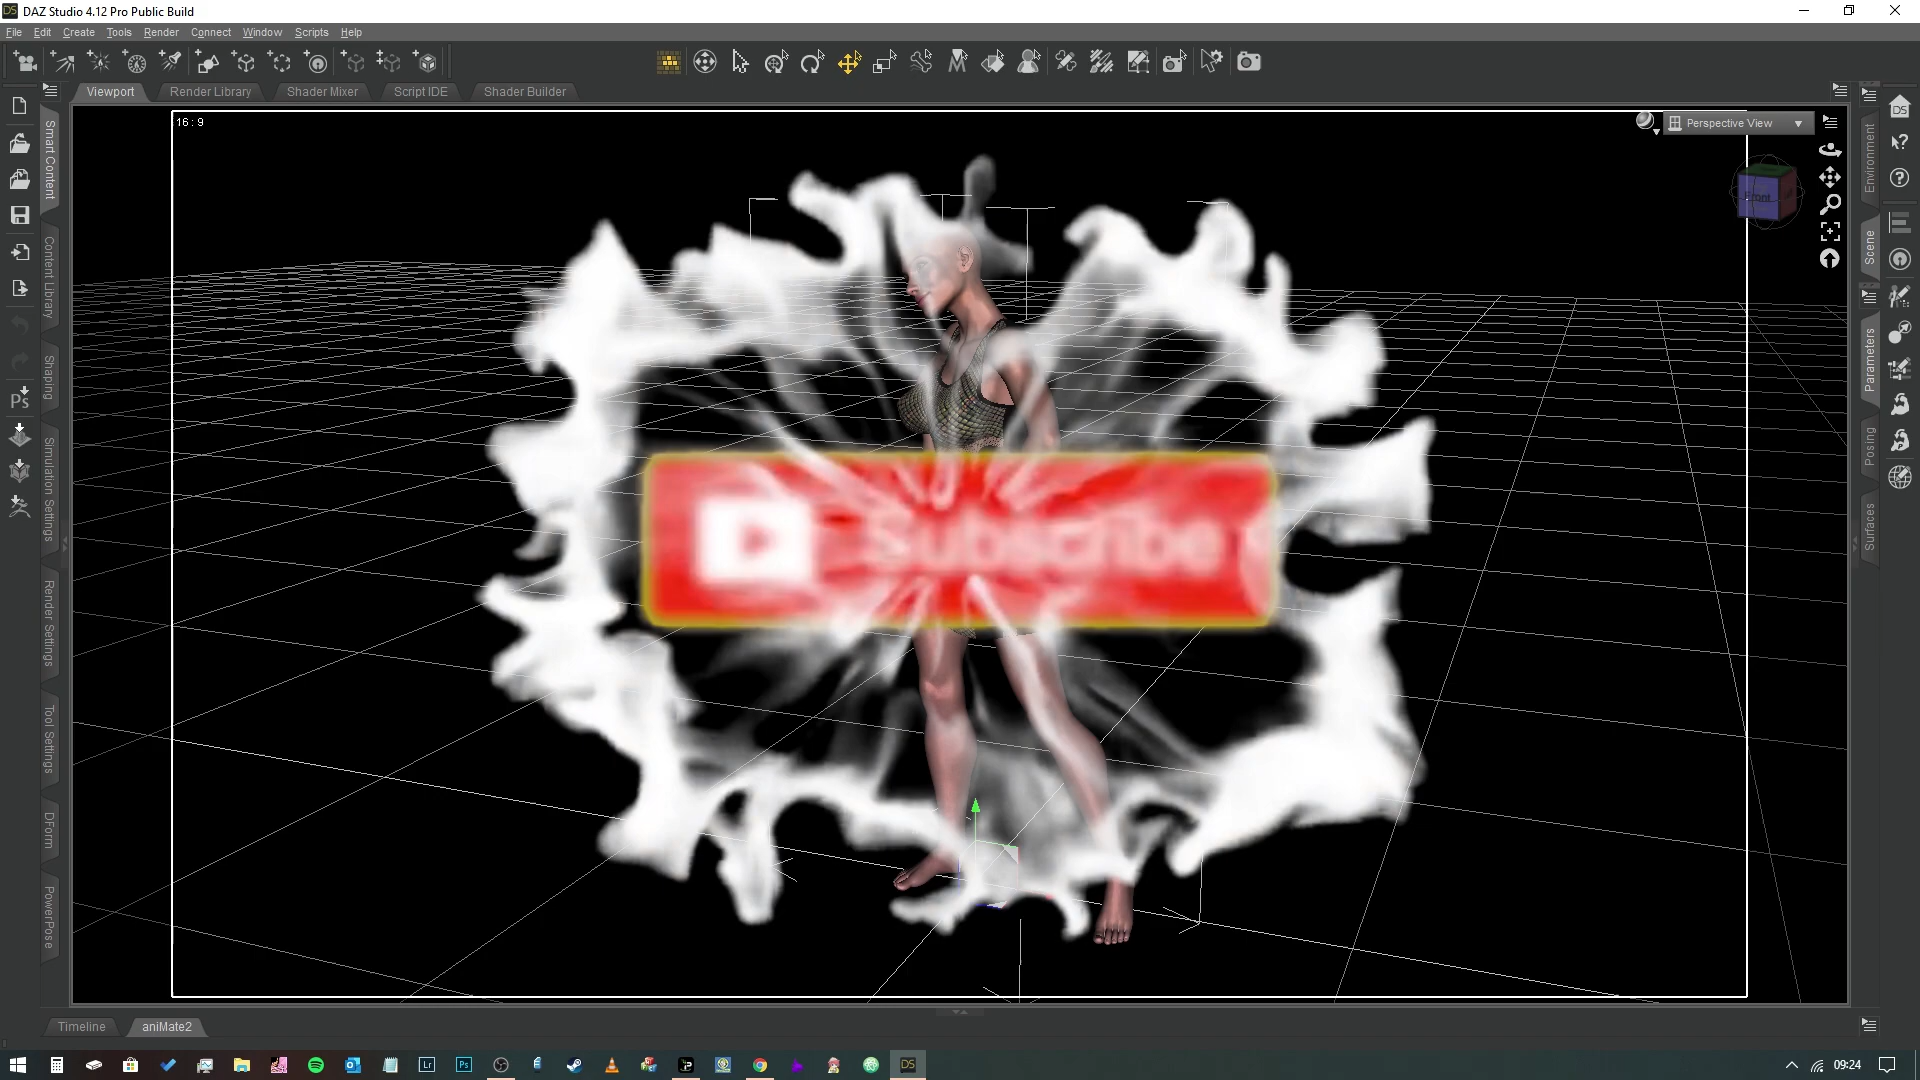 DAZ Studio 4.12 Pro Public Build
File Edit Create Tools Render Connect Window Scripts Help
Viewport Render Library Shader Mixer Script IDE Shader Builder
16 : 9
Perspective View
Front
Smart Content
Content Library
Shaping
Simulation Settings
Render Settings
Tool Settings
DForm
PowerPose
Environment
Scene
Parameters
Posing
Surfaces
Subscribe
Timeline aniMate2
09:24